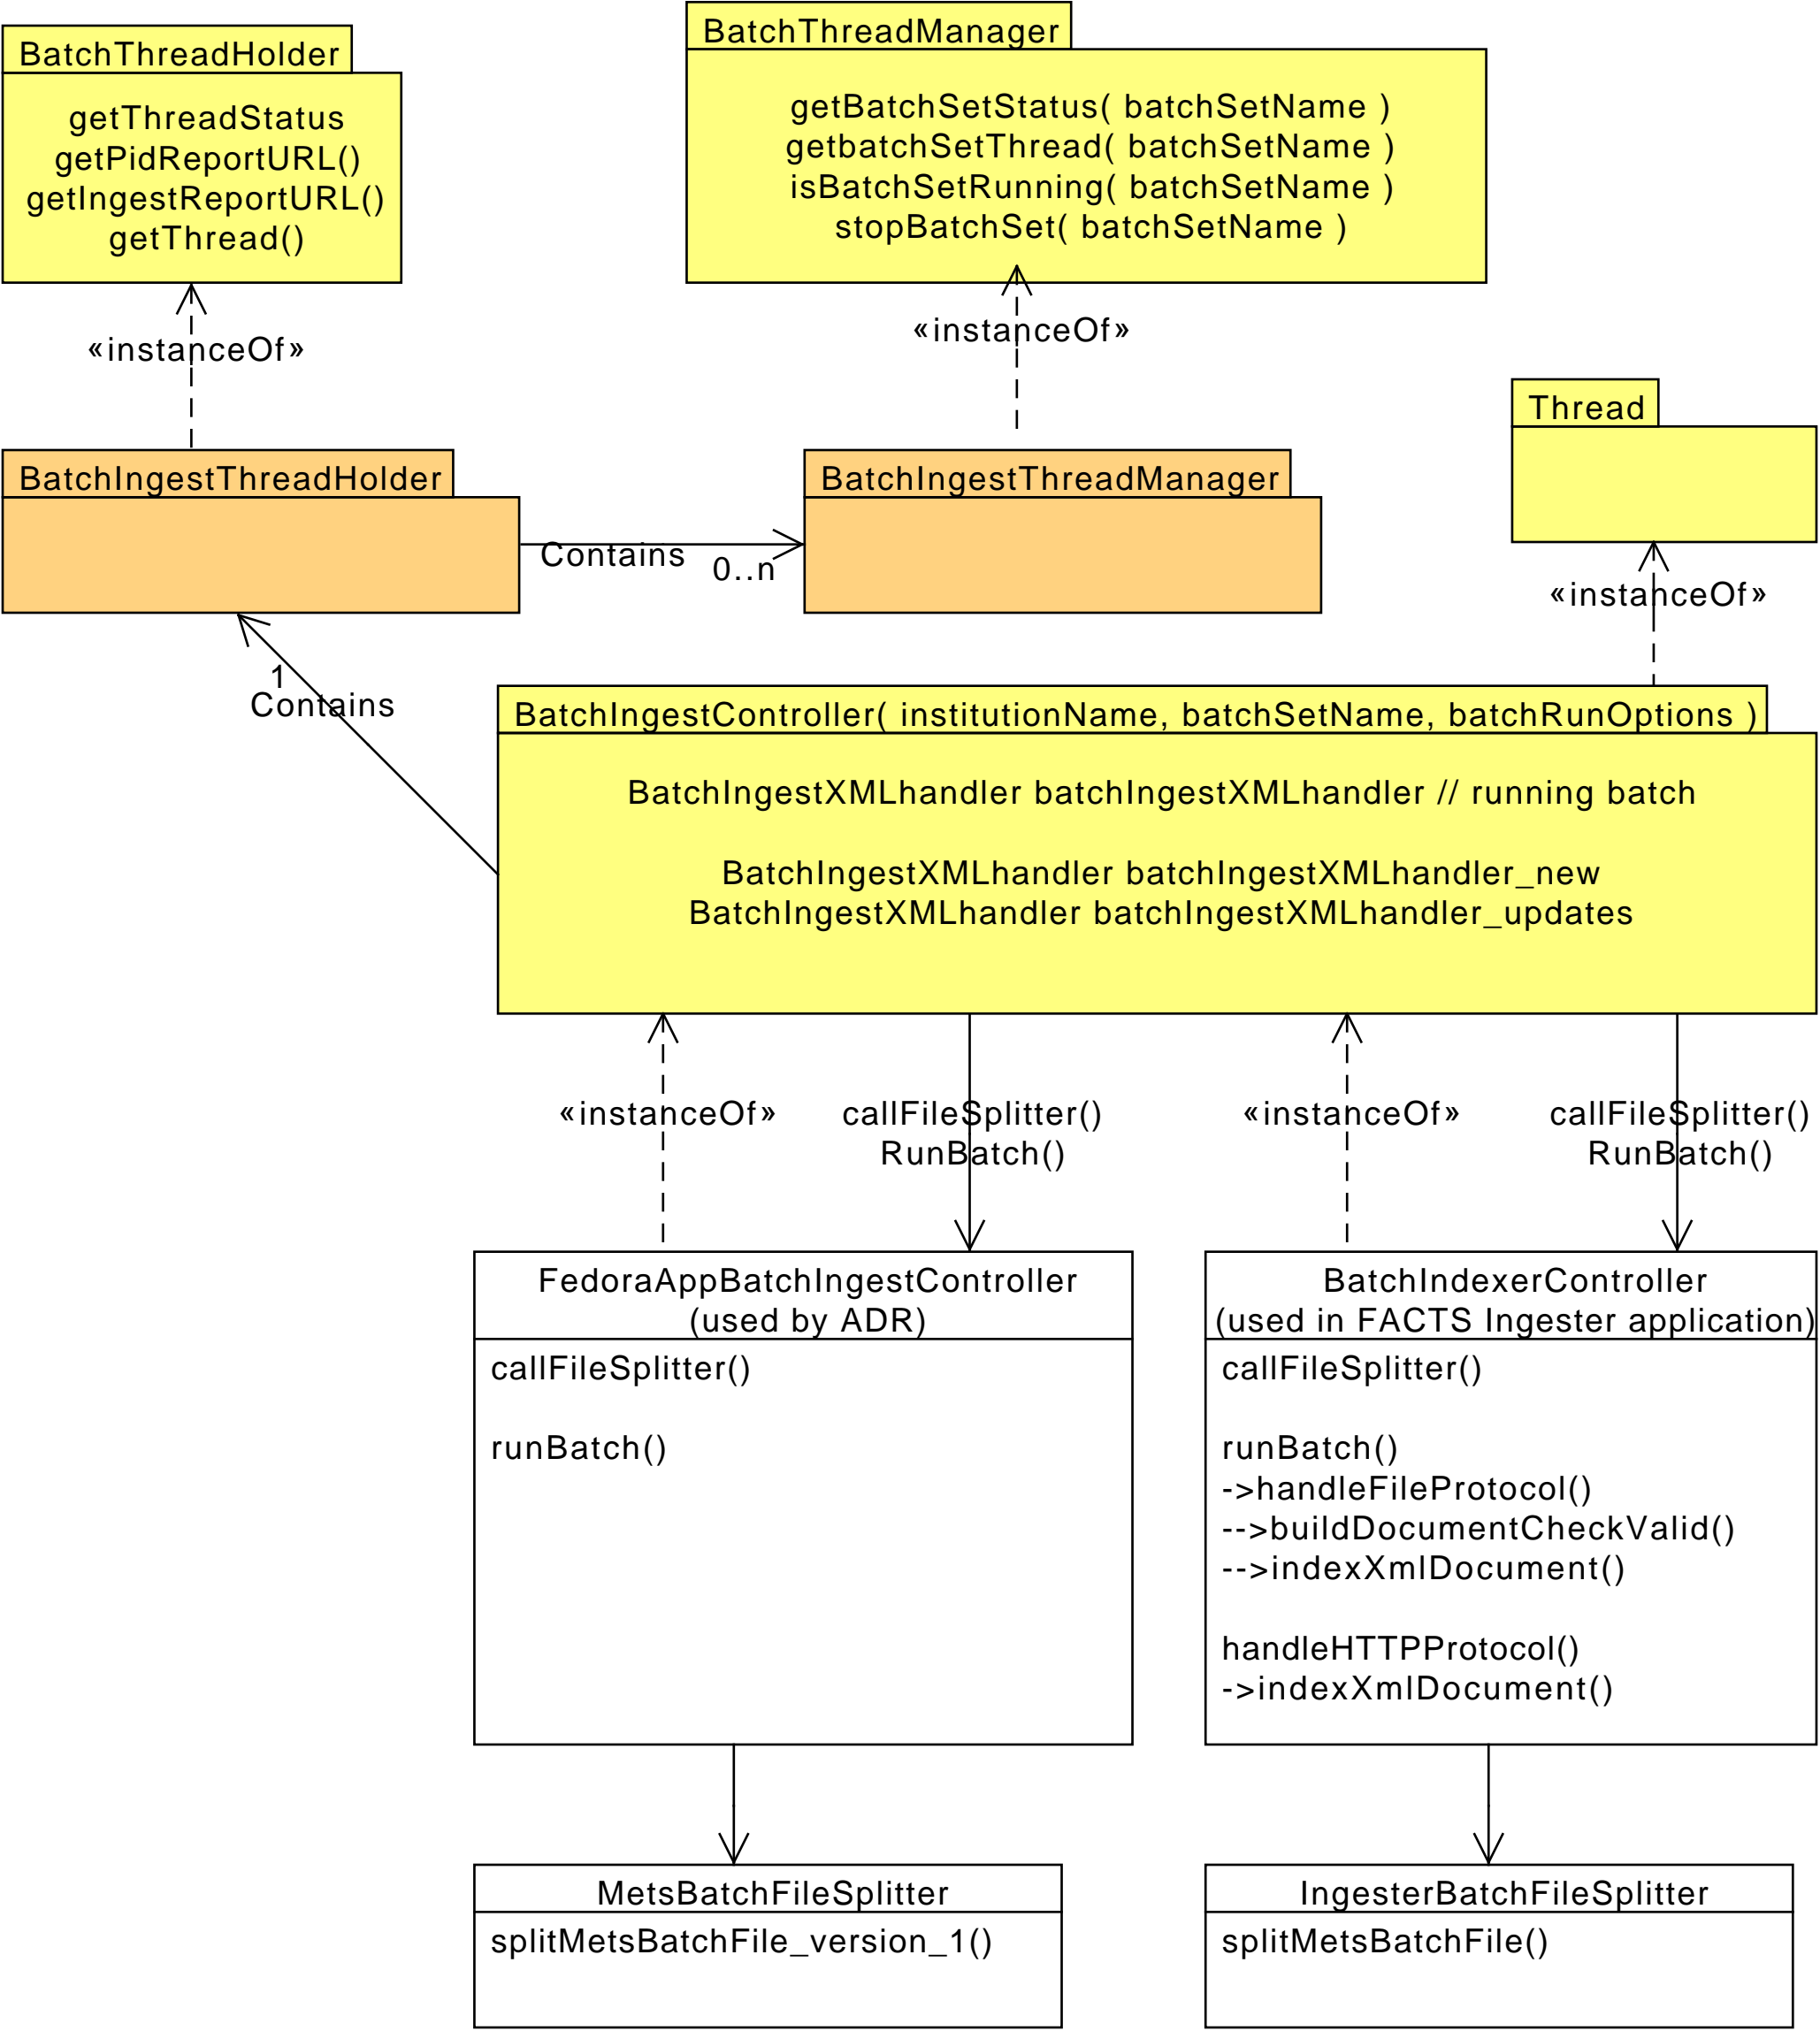 BatchThreadHolder
getThreadStatus
getPidReportURL()
getIngestReportURL()
getThread()
BatchThreadManager
getBatchSetStatus( batchSetName )
getbatchSetThread( batchSetName )
isBatchSetRunning( batchSetName )
stopBatchSet( batchSetName )
«instanceOf»
«instanceOf»
Thread
BatchIngestThreadHolder
BatchIngestThreadManager
Contains
0..n
«instanceOf»
1
Contains
BatchIngestController( institutionName, batchSetName, batchRunOptions )
BatchIngestXMLhandler batchIngestXMLhandler // running batch
BatchIngestXMLhandler batchIngestXMLhandler_new
BatchIngestXMLhandler batchIngestXMLhandler_updates
«instanceOf»
callFileSplitter()
RunBatch()
«instanceOf»
callFileSplitter()
RunBatch()
FedoraAppBatchIngestController
(used by ADR)
callFileSplitter()
runBatch()
BatchIndexerController
(used in FACTS Ingester application)
callFileSplitter()
runBatch()
->handleFileProtocol()
-->buildDocumentCheckValid()
-->indexXmlDocument()
handleHTTPProtocol()
->indexXmlDocument()
MetsBatchFileSplitter
splitMetsBatchFile_version_1()
IngesterBatchFileSplitter
splitMetsBatchFile()